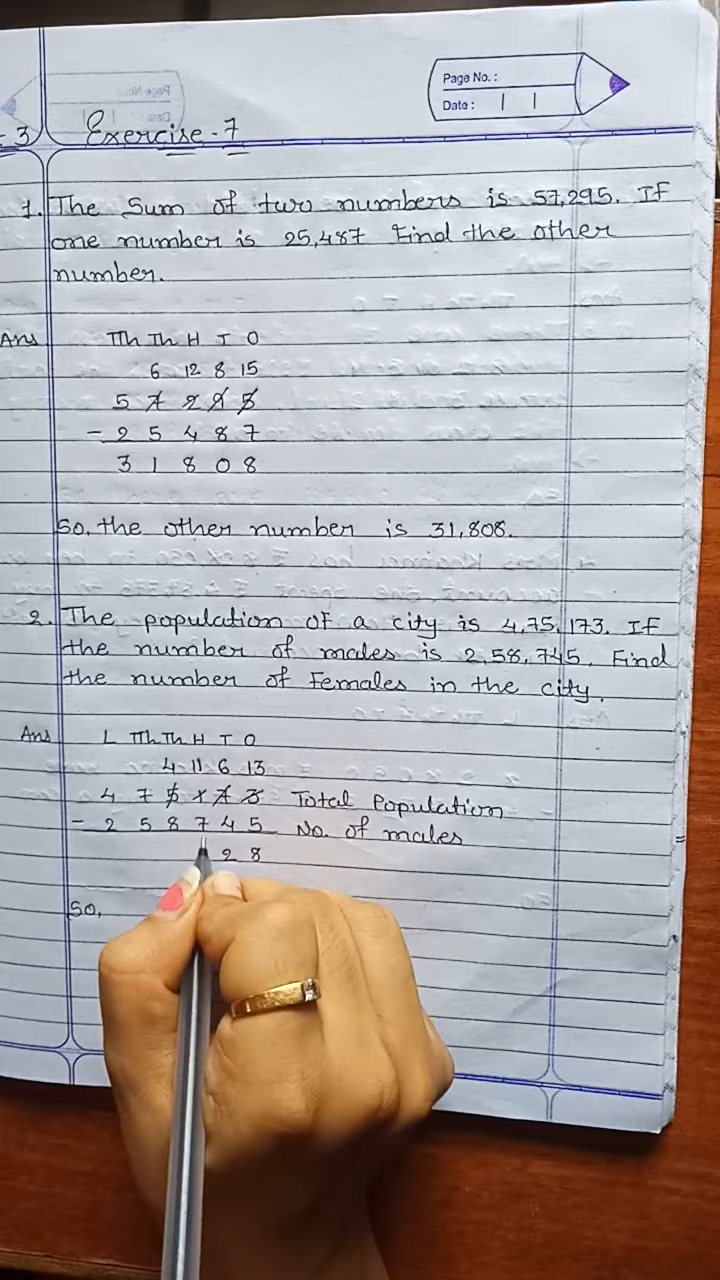 Page No. :
Date :
3 Exercise-7
1. The Sum of two numbers is 57,295. If
one number is 25,487 Find the other
number.
Ans TTh Th H T O
6 12 8 15
5 7 2 9 5
- 2 5 4 8 7
3 1 8 0 8
So, the other number is 31,808.
2. The population of a city is 4,75,173. If
the number of males is 2,58,745. Find
the number of Females in the city.
Ans L TTh Th H T O
4 11 6 13
4 7 5 1 7 3 Total Population
- 2 5 8 7 4 5 No. of males
2 8
So,